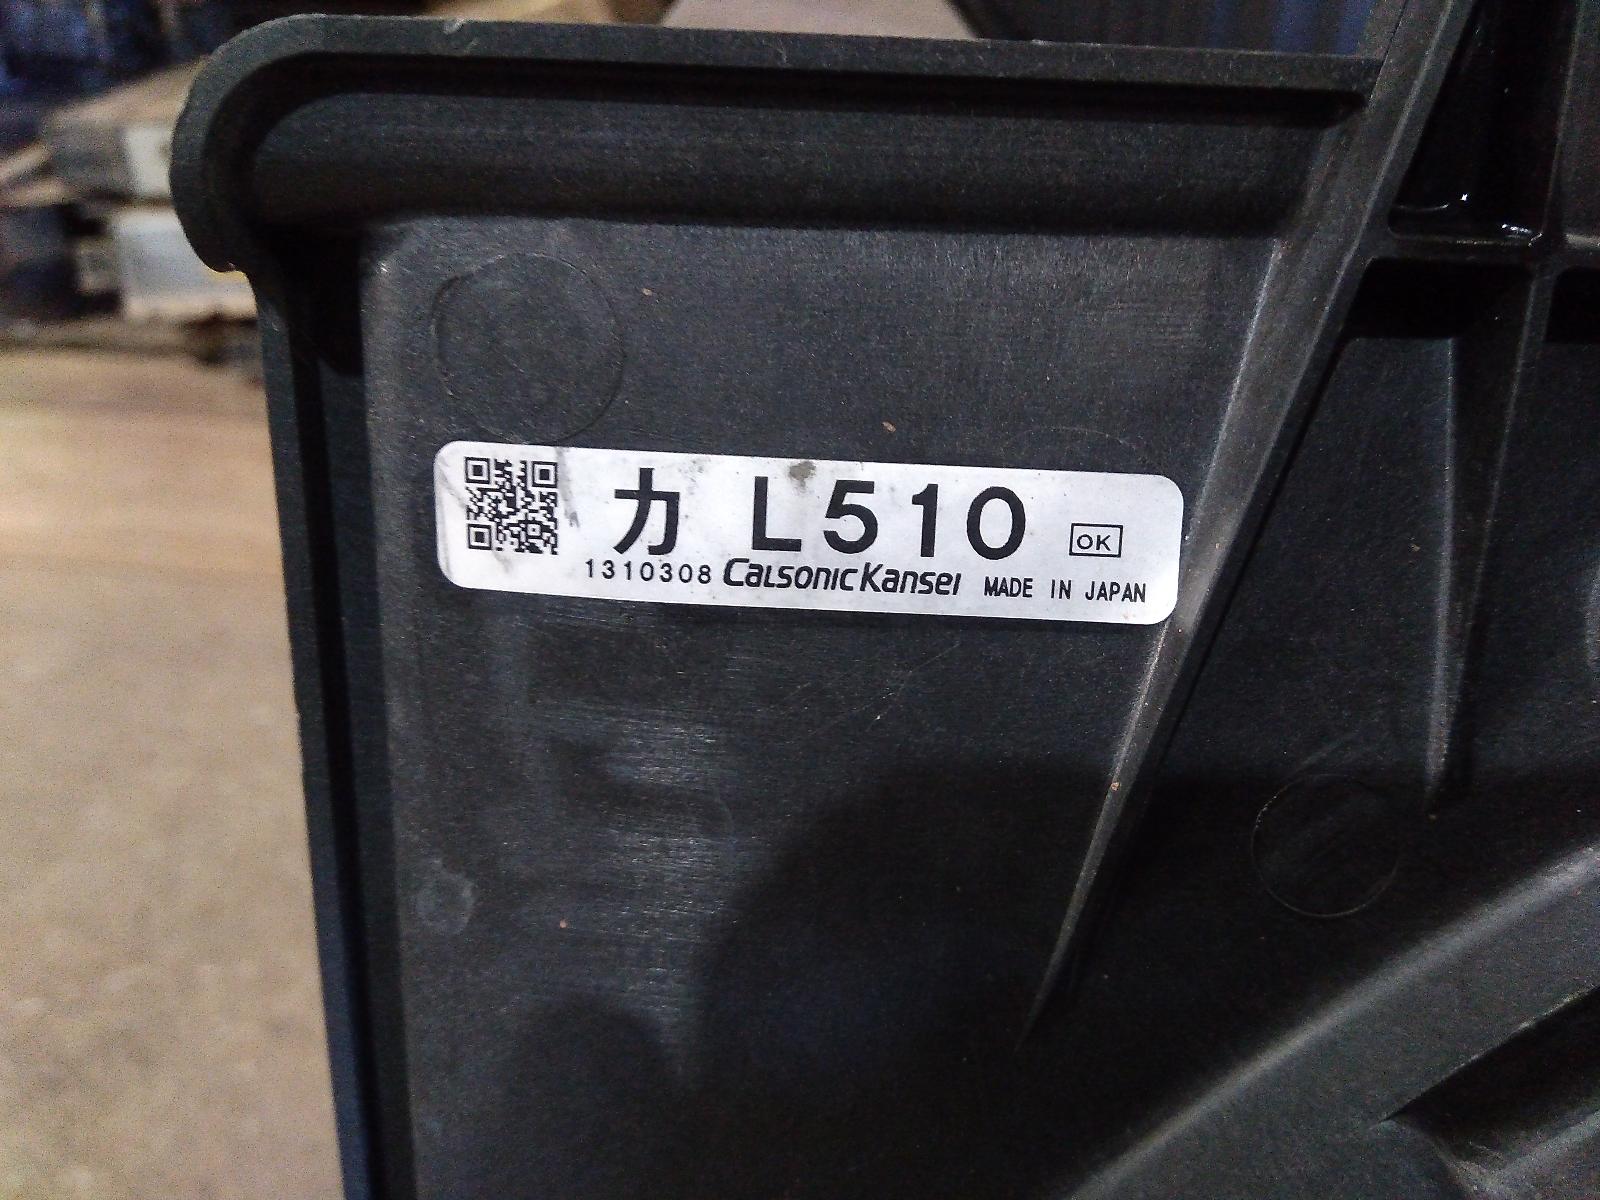 カ L510 OK
1310308 CalsonicKansei MADE IN JAPAN